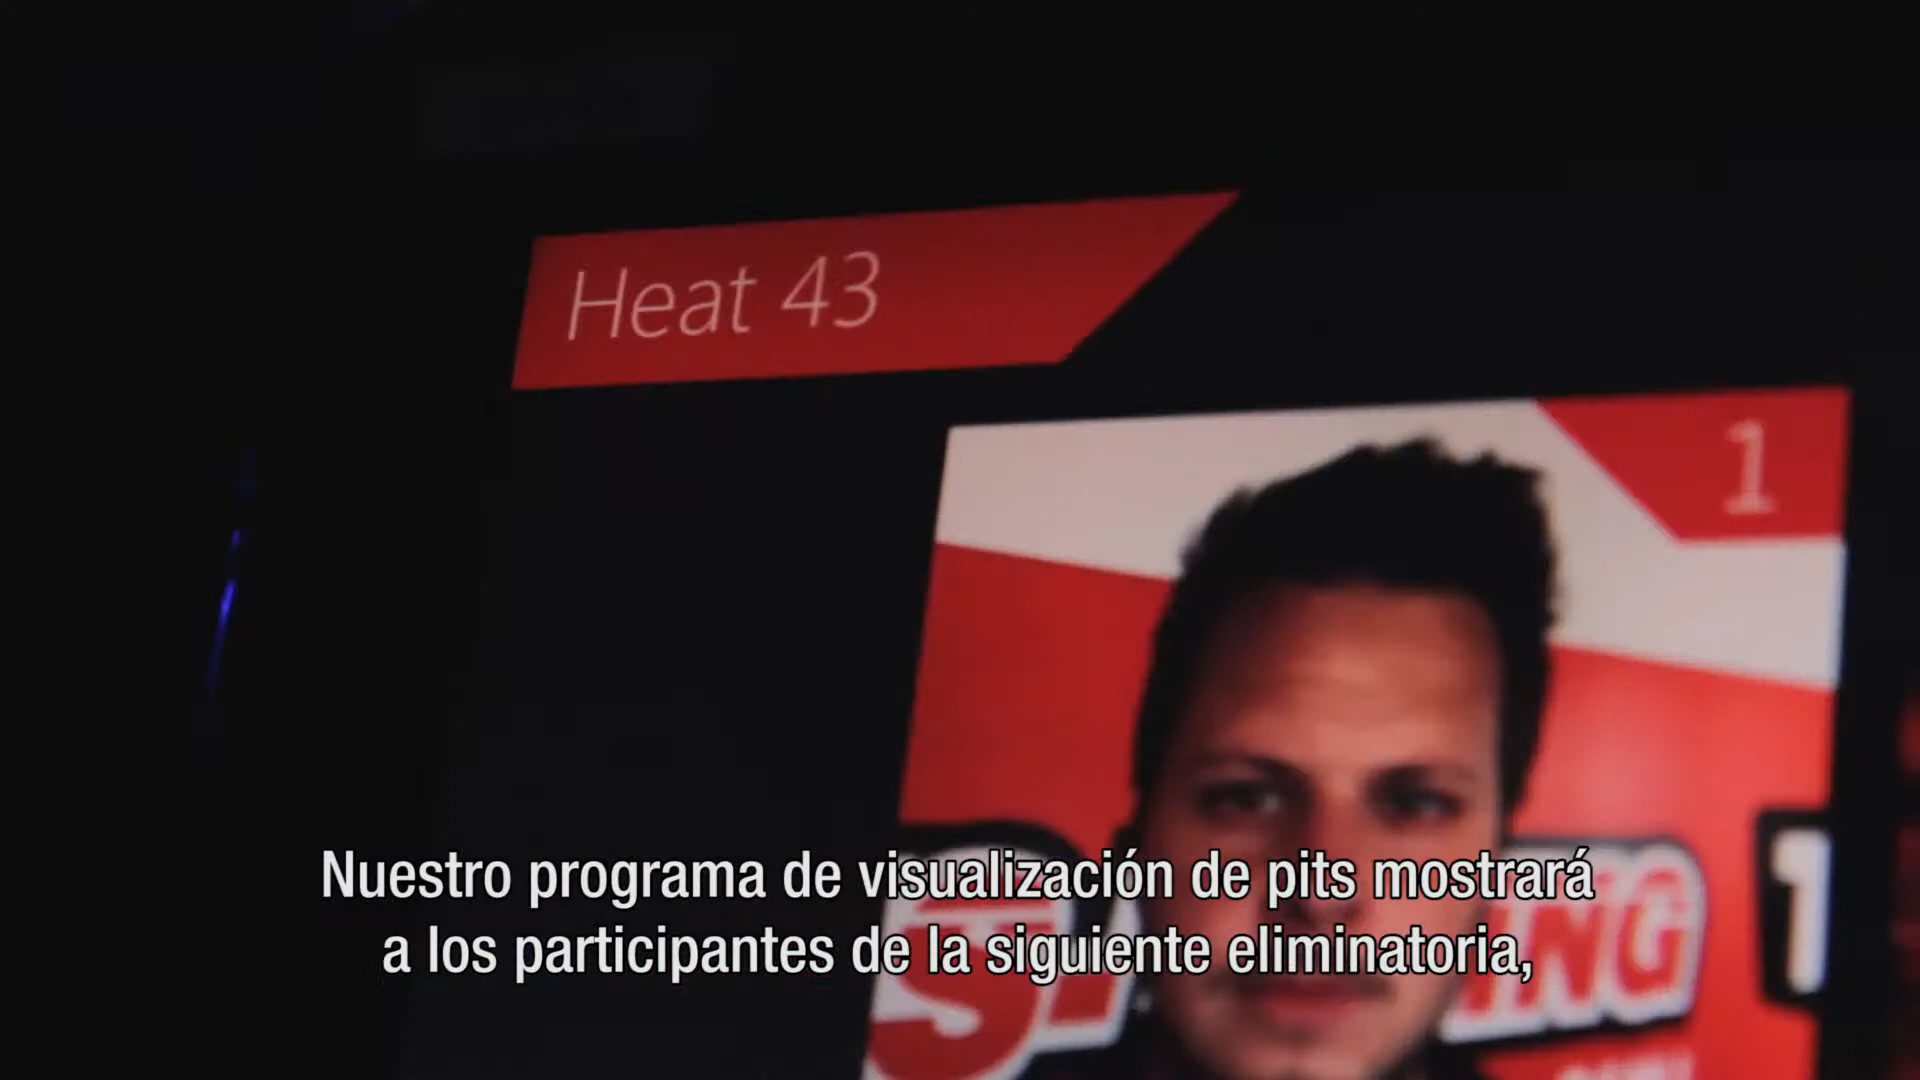 Heat 43
1
Nuestro programa de visualización de pits mostrará
a los participantes de la siguiente eliminatoria,